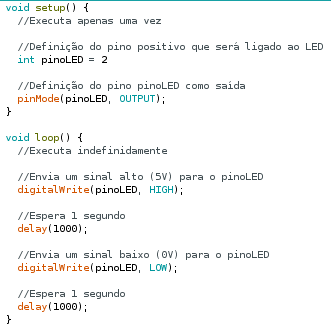 void setup() {
  //Executa apenas uma vez

  //Definição do pino positivo que será ligado ao LED
  int pinoLED = 2

  //Definição do pino pinoLED como saída
  pinMode(pinoLED, OUTPUT);
}

void loop() {
  //Executa indefinidamente

  //Envia um sinal alto (5V) para o pinoLED
  digitalWrite(pinoLED, HIGH);

  //Espera 1 segundo
  delay(1000);

  //Envia um sinal baixo (0V) para o pinoLED
  digitalWrite(pinoLED, LOW);

  //Espera 1 segundo
  delay(1000);
}